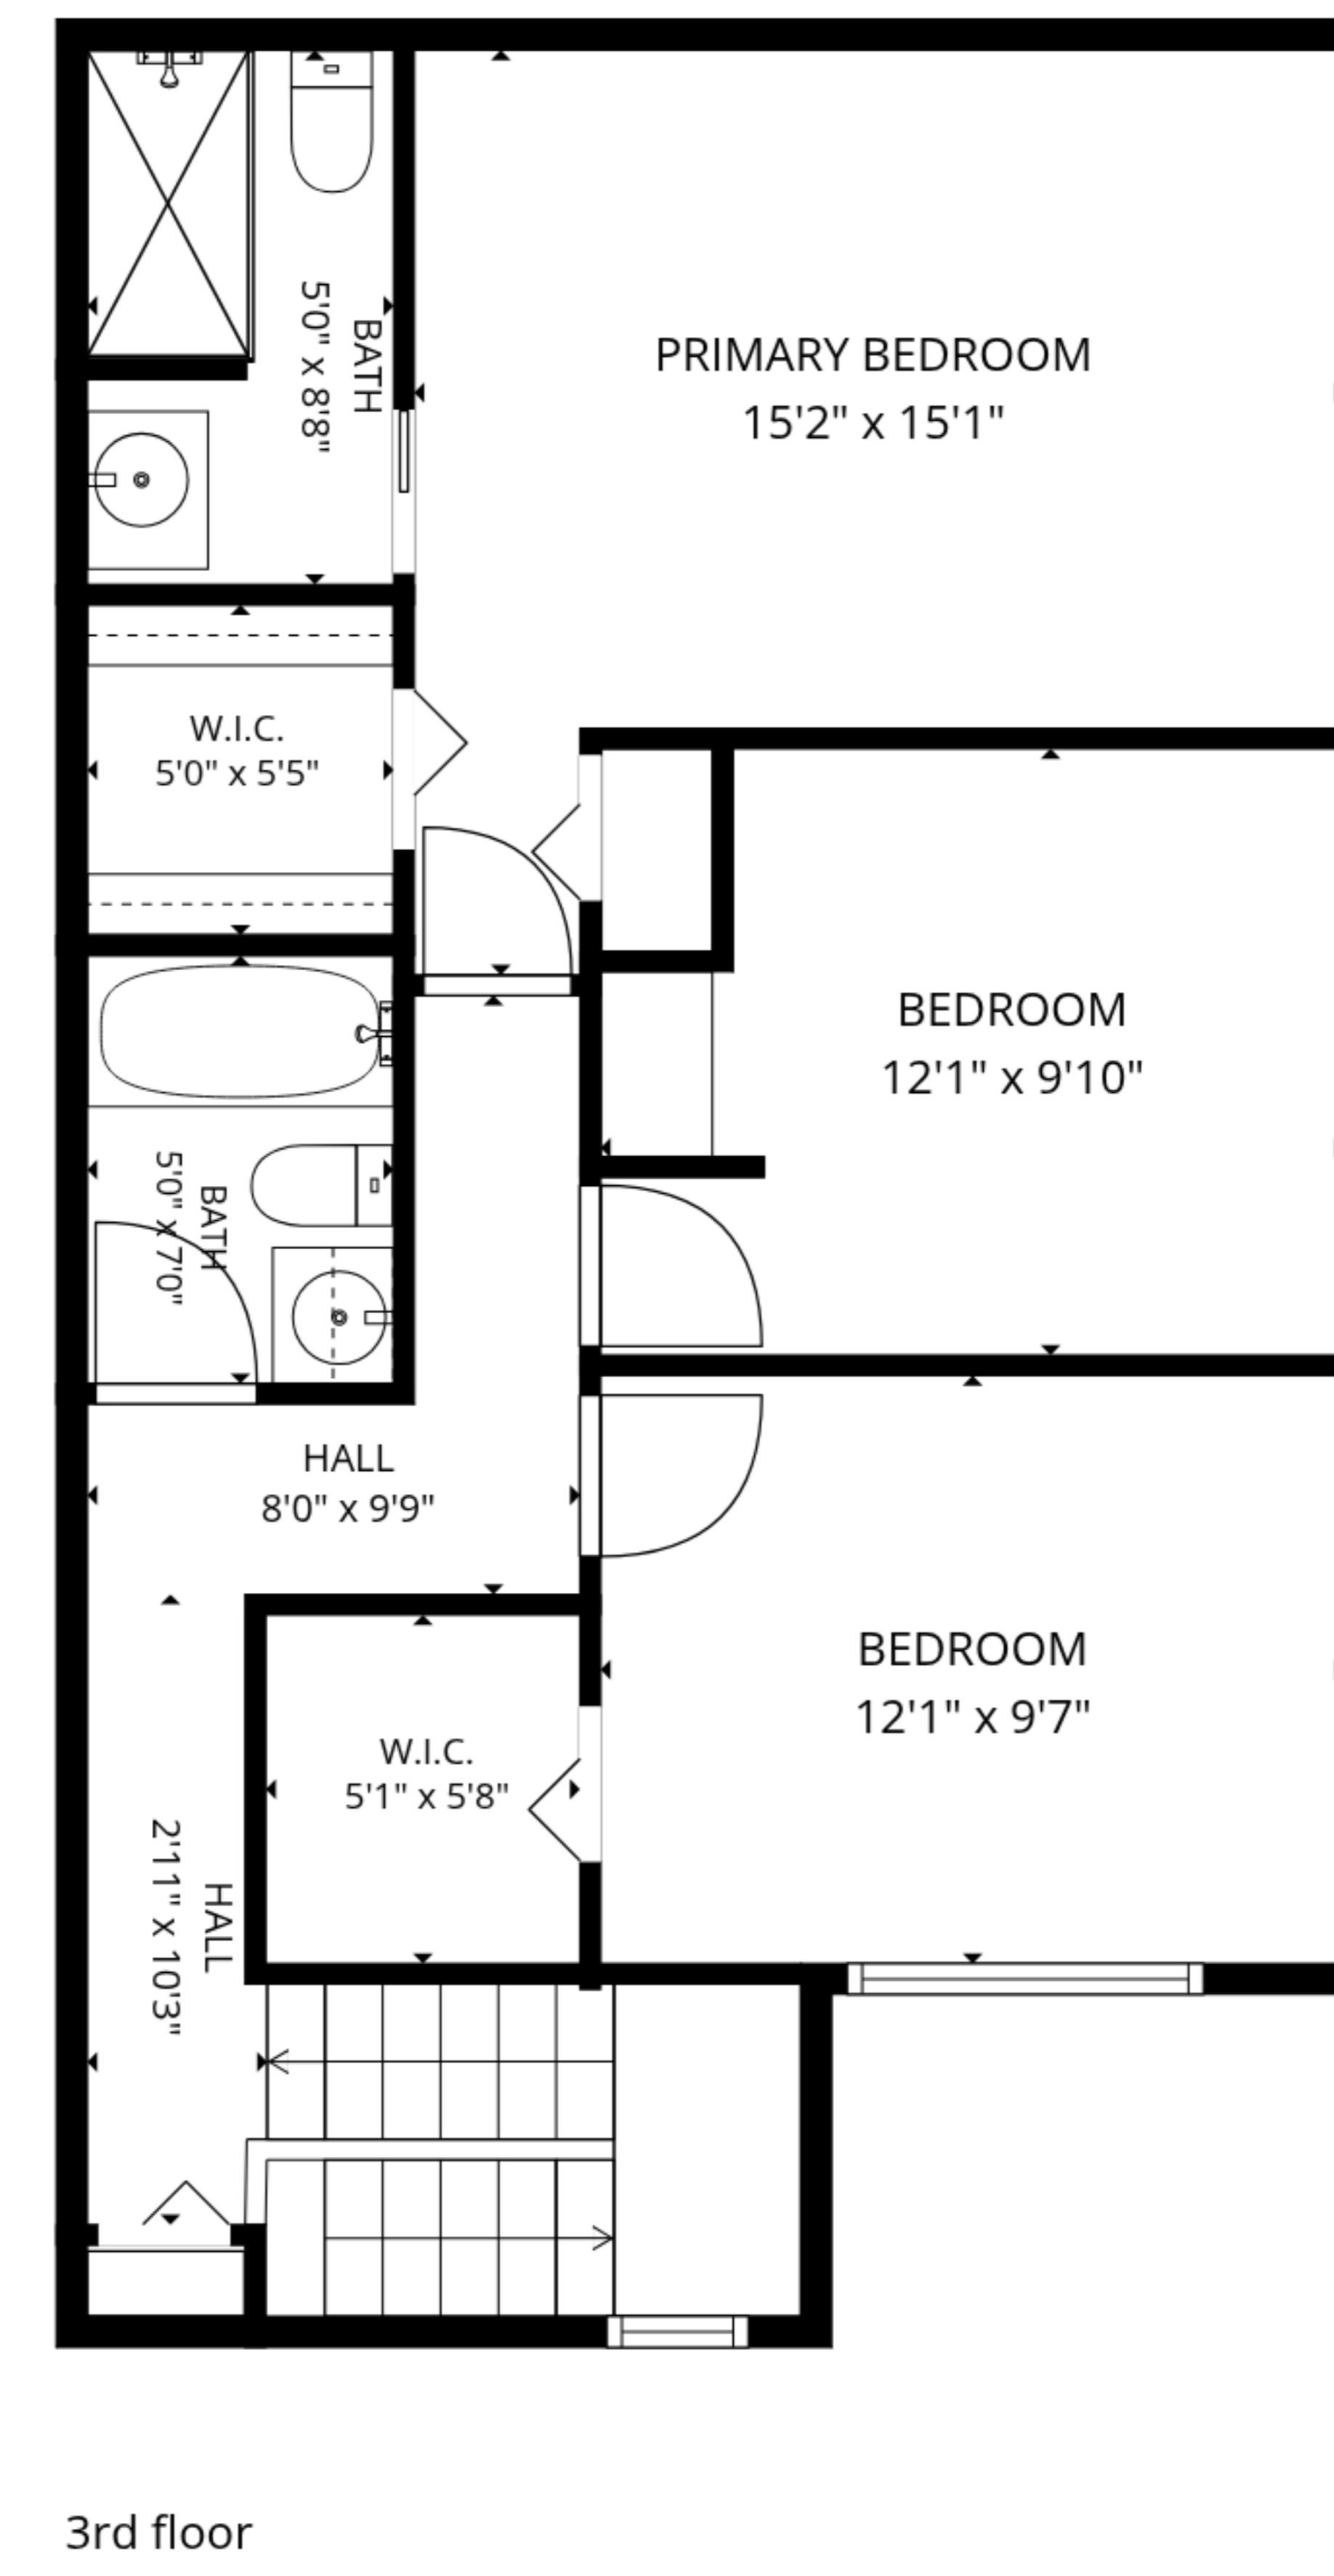 BATH
5'0" x 8'8"
PRIMARY BEDROOM
15'2" x 15'1"
W.I.C.
5'0" x 5'5"
BEDROOM
12'1" x 9'10"
BATH
5'0" x 7'0"
HALL
8'0" x 9'9"
BEDROOM
12'1" x 9'7"
W.I.C.
5'1" x 5'8"
HALL
2'11" x 10'3"
3rd floor